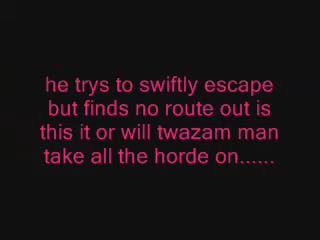 he trys to swiftly escape
but finds no route out is
this it or will twazam man
take all the horde on......